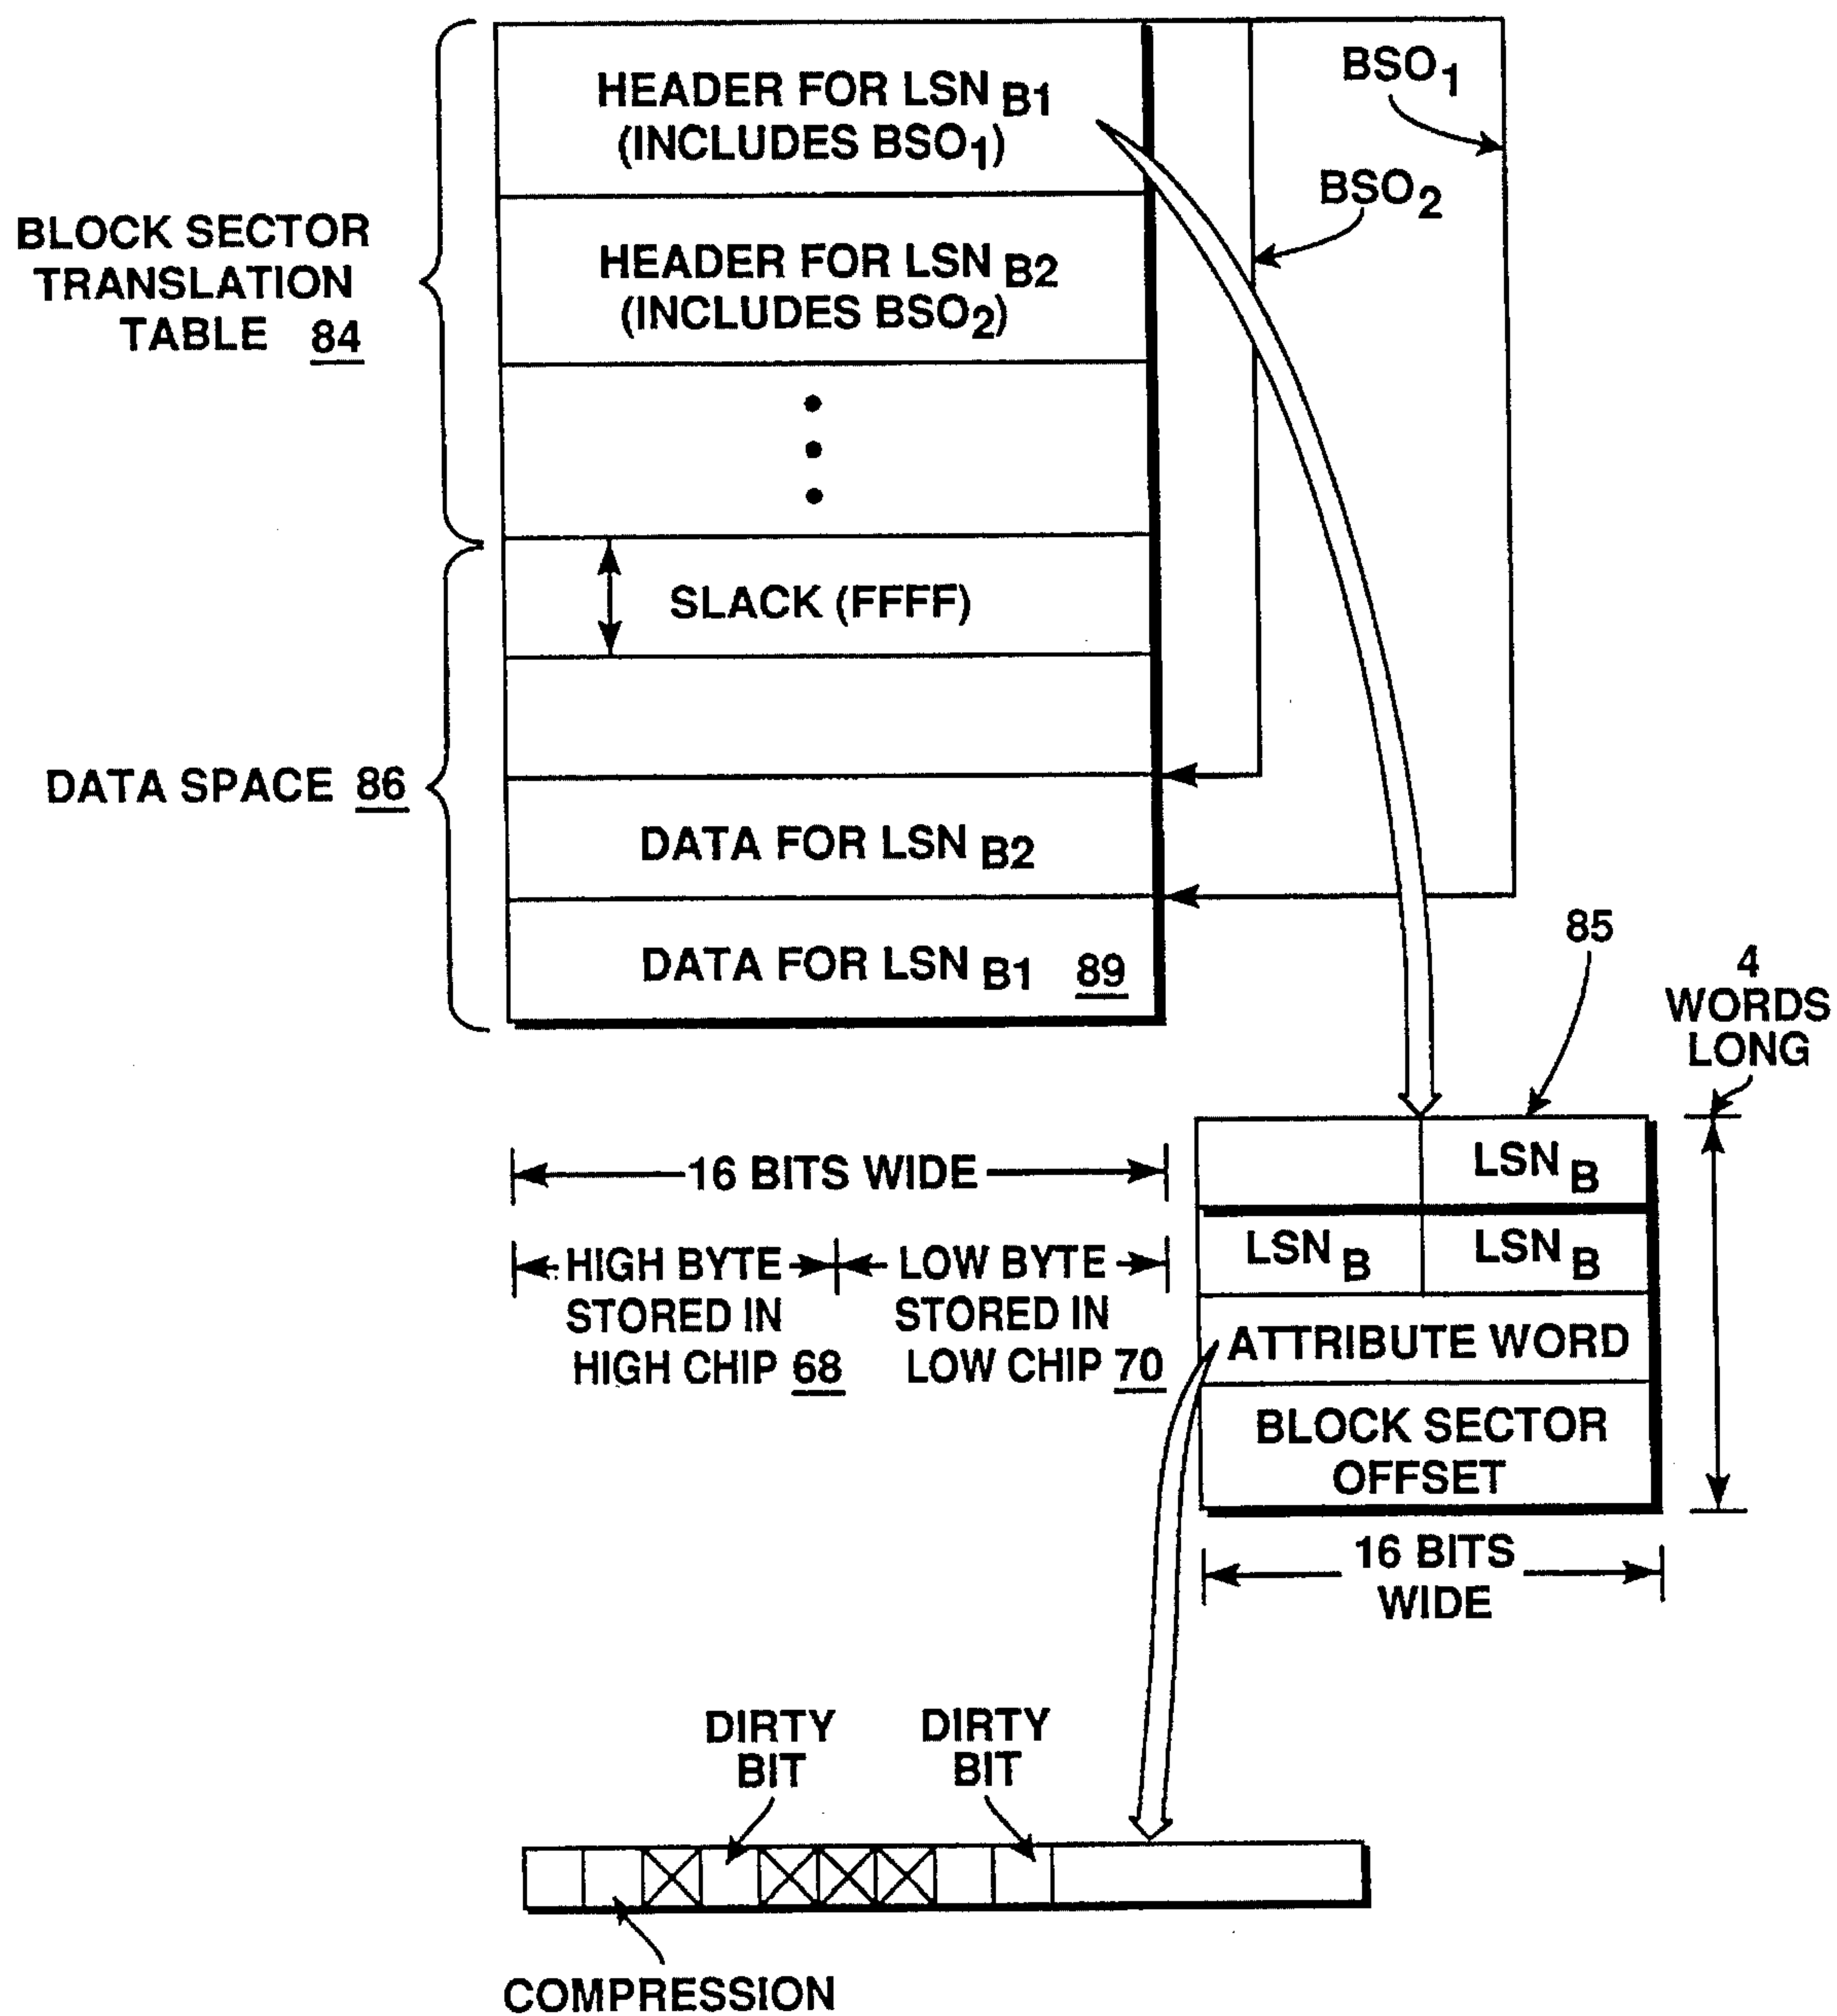 HEADER FOR LSN B1
(INCLUDES BSO1)
BSO1
BSO2
BLOCK SECTOR
TRANSLATION
TABLE 84
HEADER FOR LSN B2
(INCLUDES BSO2)
SLACK (FFFF)
DATA SPACE 86
DATA FOR LSN B2
DATA FOR LSN B1 89
85
4
WORDS
LONG
16 BITS WIDE
HIGH BYTE
STORED IN
HIGH CHIP 68
LOW BYTE
STORED IN
LOW CHIP 70
LSN B
LSN B
LSN B
ATTRIBUTE WORD
BLOCK SECTOR
OFFSET
16 BITS
WIDE
DIRTY
BIT
DIRTY
BIT
COMPRESSION